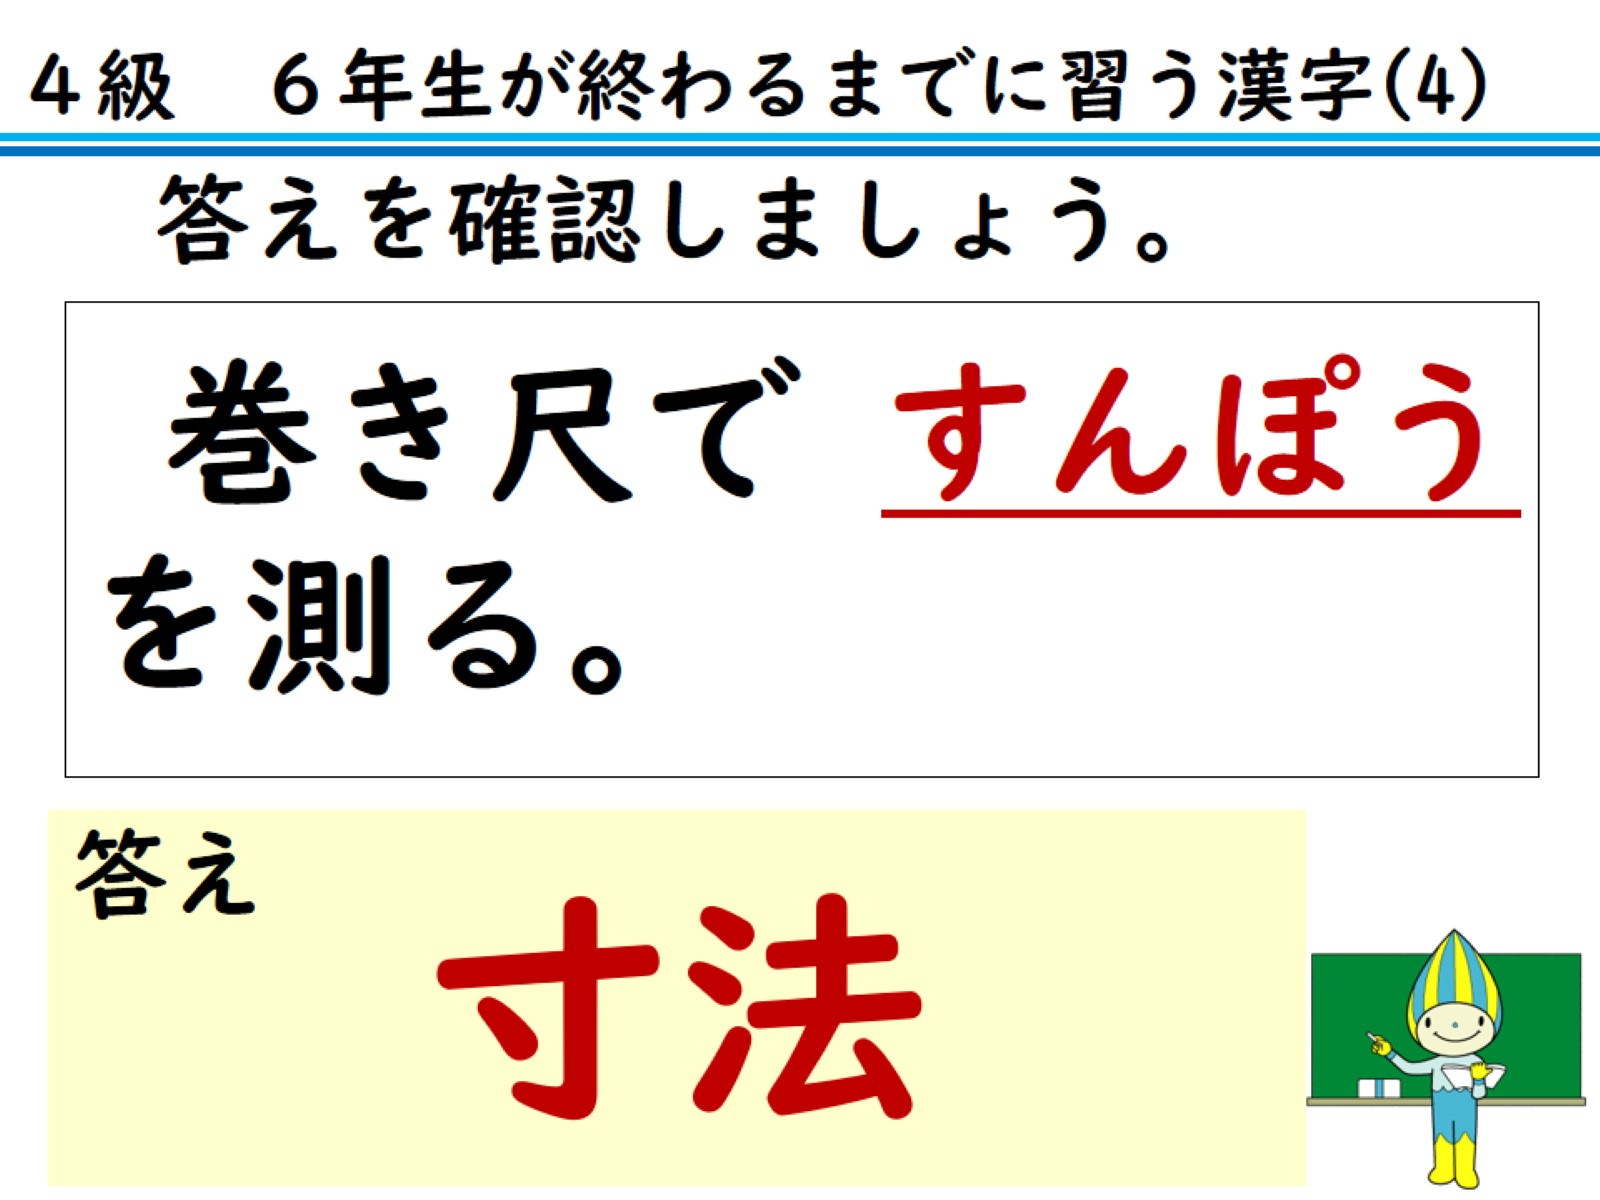 ４級　６年生が終わるまでに習う漢字(4)
答えを確認しましょう。
巻き尺で すんぽう
を測る。
答え
寸法